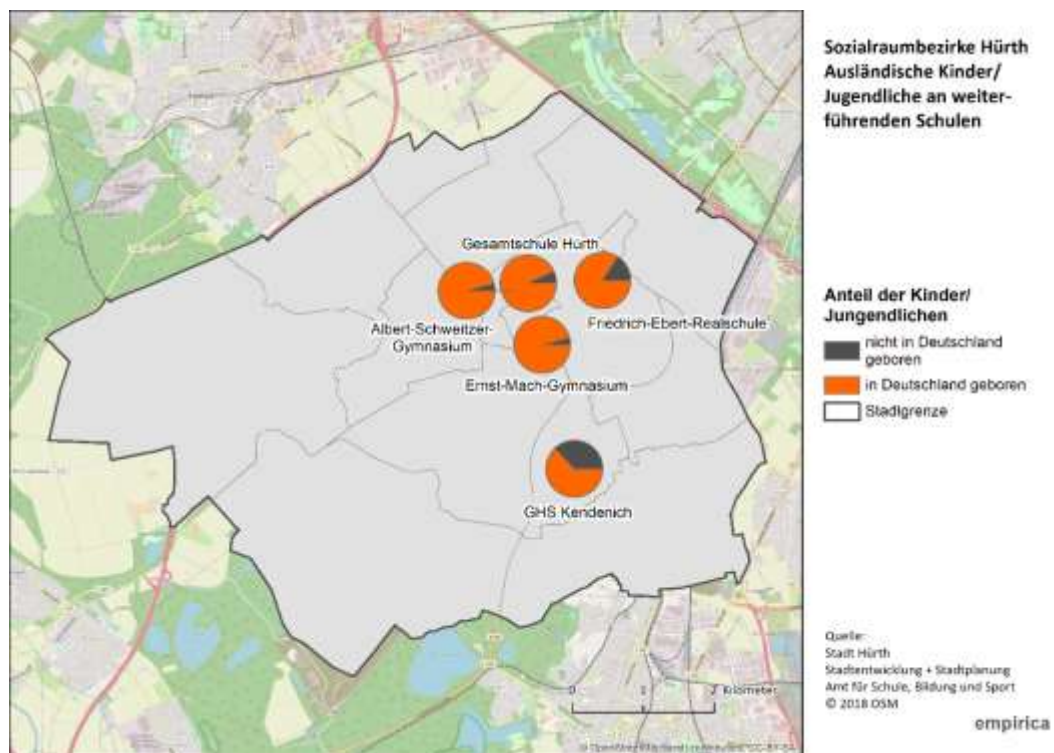 Sozialraumbezirke Hürth
Ausländische Kinder/
Jugendliche an weiter-
führenden Schulen
Gesamtschule Hürth
Albert-Schweitzer-
Gymnasium
Friedrich-Ebert-Realschule
Ernst-Mach-Gymnasium
GHS Kendenich
Anteil der Kinder/
Jungendlichen
nicht in Deutschland
geboren
in Deutschland geboren
Stadtgrenze
0 1 2 Kilometer
Quelle:
Stadt Hürth
Stadtentwicklung + Stadtplanung
Amt für Schule, Bildung und Sport
© 2018 OSM
empirica